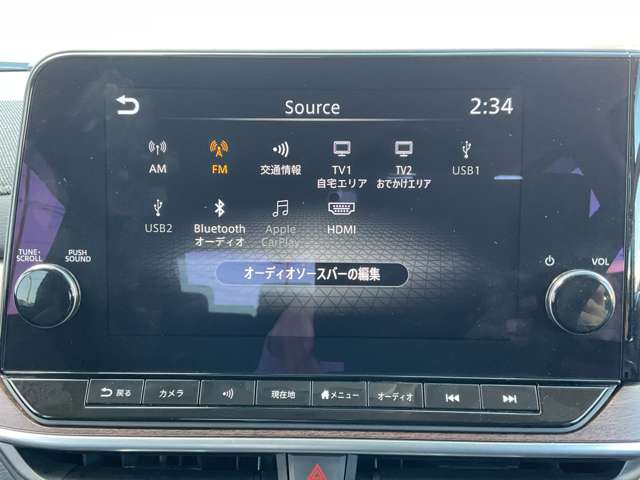 Source
2:34
AM
FM
交通情報
TV1
自宅エリア
TV2
おでかけエリア
USB1
USB2
Bluetooth
オーディオ
Apple
CarPlay
HDMI
TUNE・
SCROLL
PUSH
SOUND
VOL
オーディオソースバーの編集
戻る
カメラ
現在地
メニュー
オーディオ